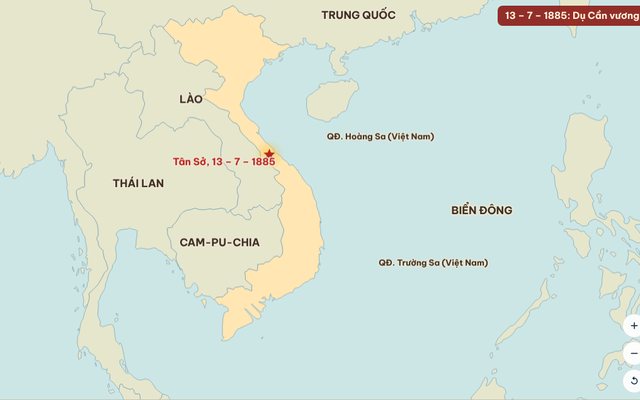 TRUNG QUỐC
13 – 7 – 1885: Dụ Cần vương
LÀO
QĐ. Hoàng Sa (Việt Nam)
Tân Sở, 13 – 7 – 1885
THÁI LAN
BIỂN ĐÔNG
CAM-PU-CHIA
QĐ. Trường Sa (Việt Nam)